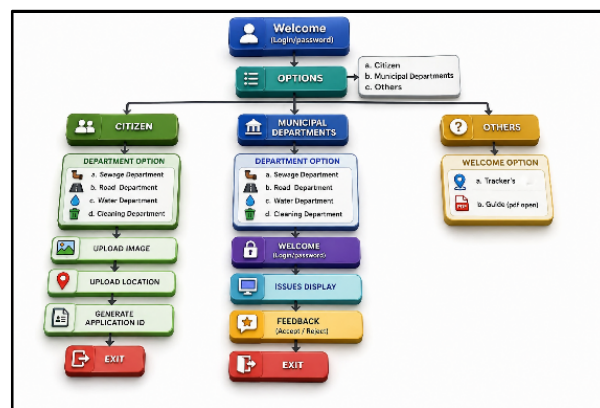 Welcome
(Login/password)
OPTIONS
a. Citizen
b. Municipal Departments
c. Others
CITIZEN
MUNICIPAL
DEPARTMENTS
OTHERS
DEPARTMENT OPTION
a. Sewage Department
b. Road Department
c. Water Department
d. Cleaning Department
DEPARTMENT OPTION
a. Sewage Department
b. Road Department
c. Water Department
d. Cleaning Department
WELCOME OPTION
a. Tracker's
b. Guide (pdf open)
PDF
UPLOAD IMAGE
UPLOAD LOCATION
GENERATE
APPLICATION ID
EXIT
WELCOME
(Login/password)
ISSUES DISPLAY
FEEDBACK
(Accept / Reject)
EXIT